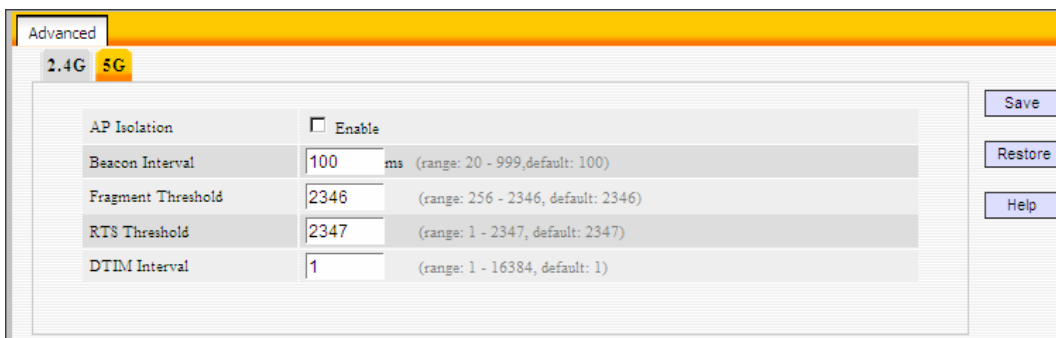 Advanced
2.4G 5G
AP Isolation Enable
Beacon Interval 100 ms (range: 20 - 999,default: 100)
Fragment Threshold 2346 (range: 256 - 2346, default: 2346)
RTS Threshold 2347 (range: 1 - 2347, default: 2347)
DTIM Interval 1 (range: 1 - 16384, default: 1)
Save
Restore
Help